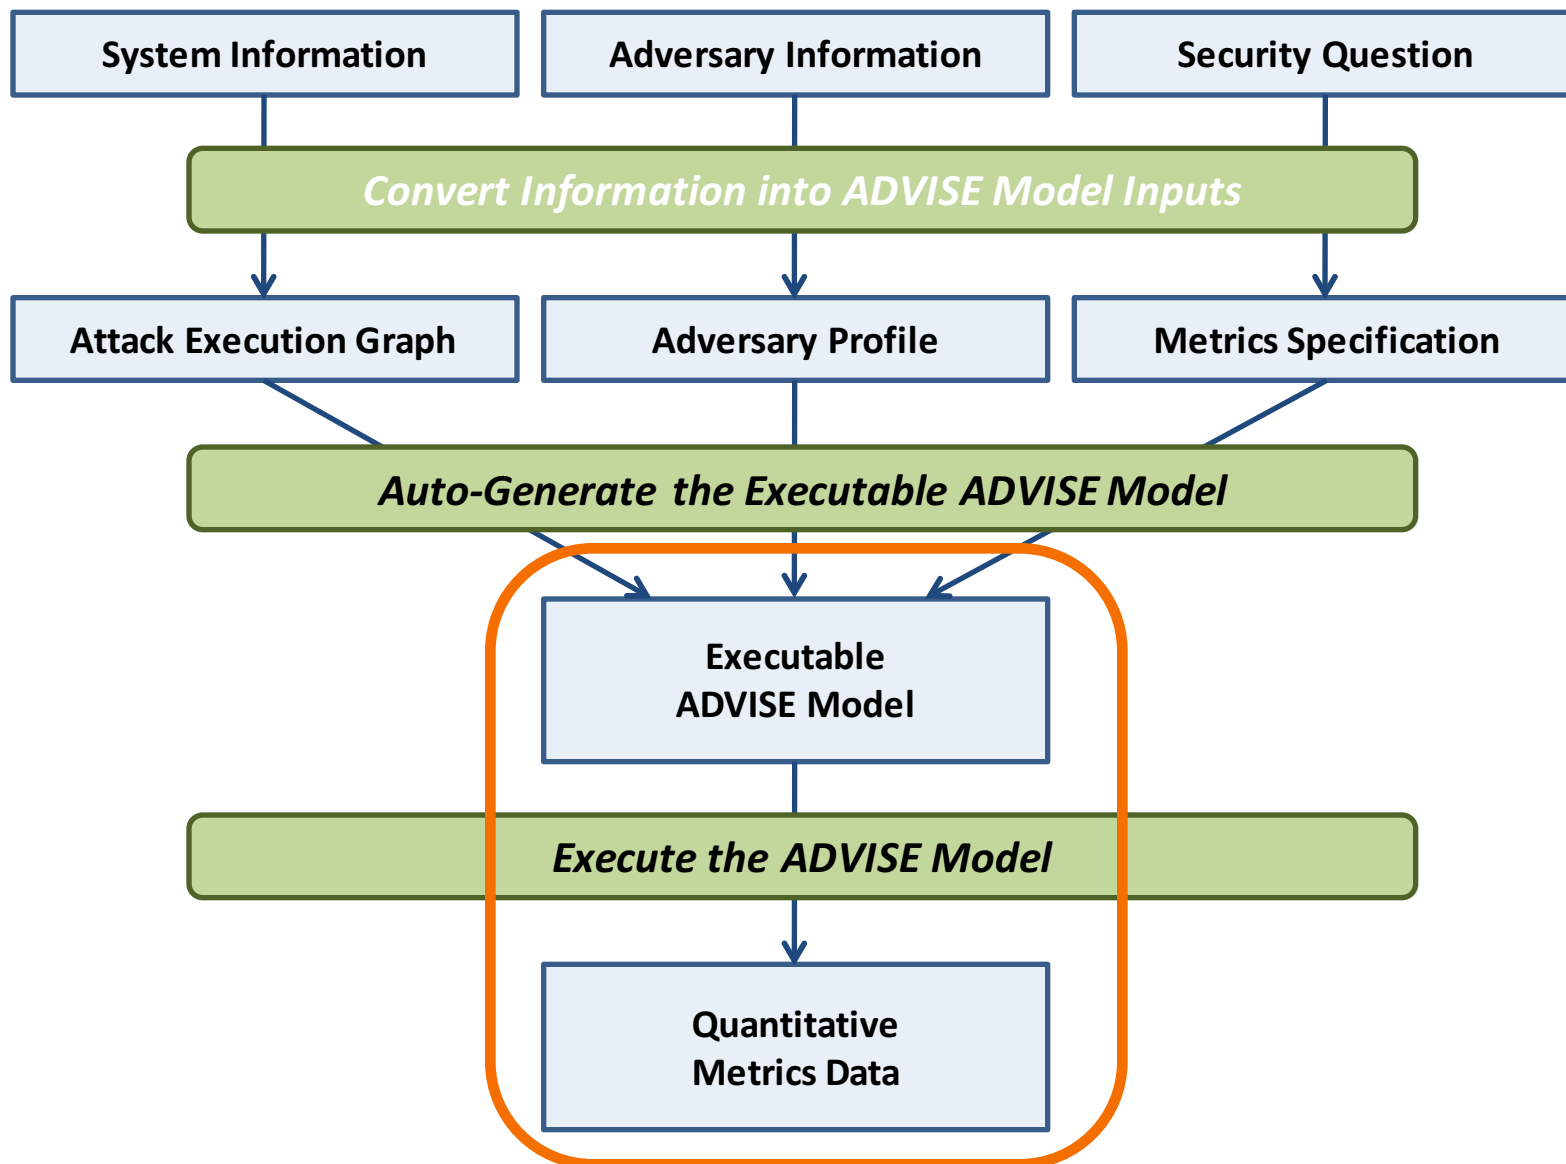 System Information
Adversary Information
Security Question
Convert Information into ADVISE Model Inputs
Attack Execution Graph
Adversary Profile
Metrics Specification
Auto-Generate the Executable ADVISE Model
Executable
ADVISE Model
Execute the ADVISE Model
Quantitative
Metrics Data